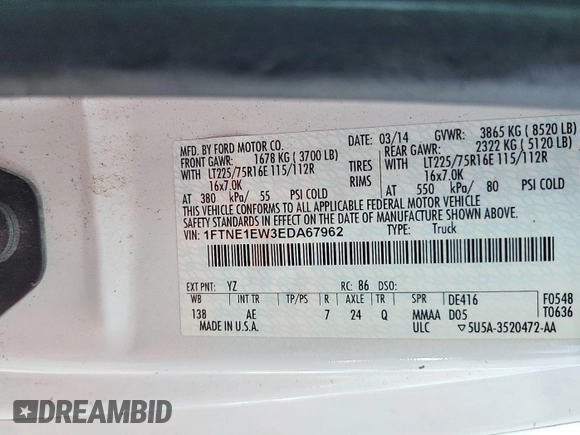 MFD. BY FORD MOTOR CO. 03/14 GVWR: 3865 KG ( 8520 LB)
FRONT GAWR: 1678 KG ( 3700 LB) REAR GAWR: 2322 KG ( 5120 LB)
WITH LT225/75R16E 115/112R TIRES WITH LT225/75R16E 115/112R
16x7.0K RIMS 16x7.0K
AT 380 kPa/ 55 PSI COLD AT 550 kPa/ 80 PSI COLD
THIS VEHICLE CONFORMS TO ALL APPLICABLE FEDERAL MOTOR VEHICLE
SAFETY STANDARDS IN EFFECT ON THE DATE OF MANUFACTURE SHOWN ABOVE.
VIN: 1FTNE1EW3EDA67962 TYPE: Truck
EXT PNT: YZ RC: 86 DSO:
WB INT TR TP/PS R AXLE TR SPR DE416 F0548
138 AE 7 24 Q MMAA D05 T0636
MADE IN U.S.A. ULC 5U5A-3520472-AA
DREAMBID